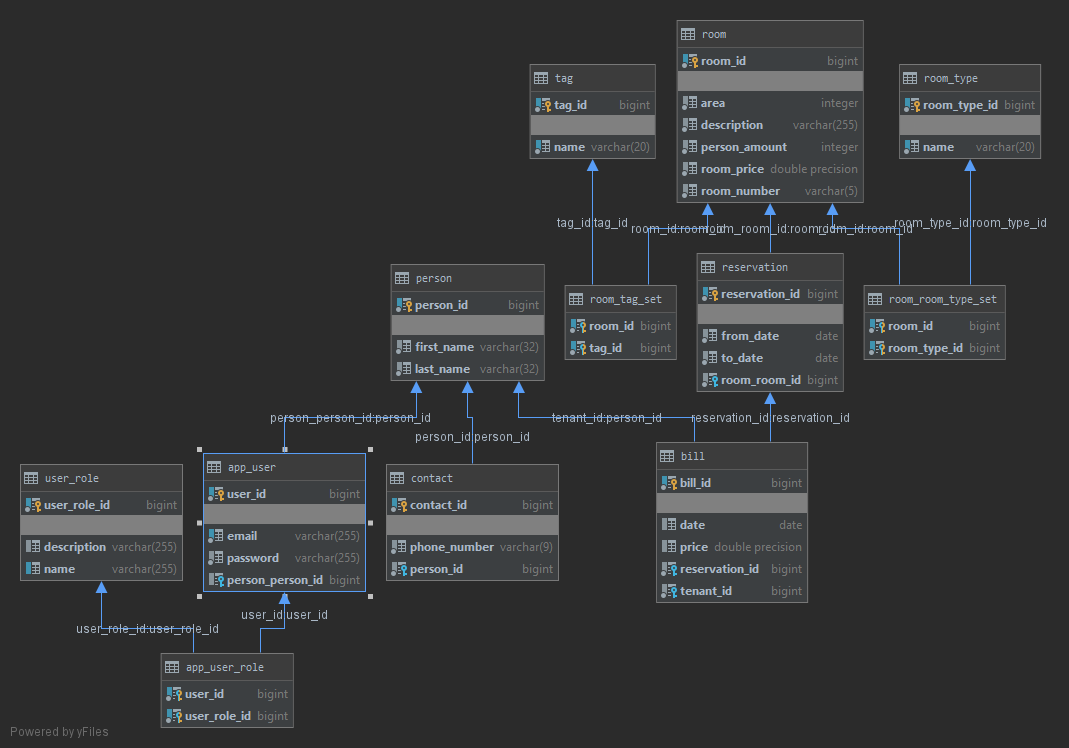 room
room_id bigint
area integer
description varchar(255)
person_amount integer
room_price double precision
room_number varchar(5)
tag
tag_id bigint
name varchar(20)
room_type
room_type_id bigint
name varchar(20)
tag_id:tag_id
room_id:room_id
room_room_id:room_id
room_id:room_id
room_type_id:room_type_id
person
person_id bigint
first_name varchar(32)
last_name varchar(32)
room_tag_set
room_id bigint
tag_id bigint
reservation
reservation_id bigint
from_date date
to_date date
room_room_id bigint
room_room_type_set
room_id bigint
room_type_id bigint
person_person_id:person_id
person_id:person_id
tenant_id:person_id
reservation_id:reservation_id
user_role
user_role_id bigint
description varchar(255)
name varchar(255)
app_user
user_id bigint
email varchar(255)
password varchar(255)
person_person_id bigint
contact
contact_id bigint
phone_number varchar(9)
person_id bigint
bill
bill_id bigint
date date
price double precision
reservation_id bigint
tenant_id bigint
user_role_id:user_role_id
user_id:user_id
app_user_role
user_id bigint
user_role_id bigint
Powered by yFiles